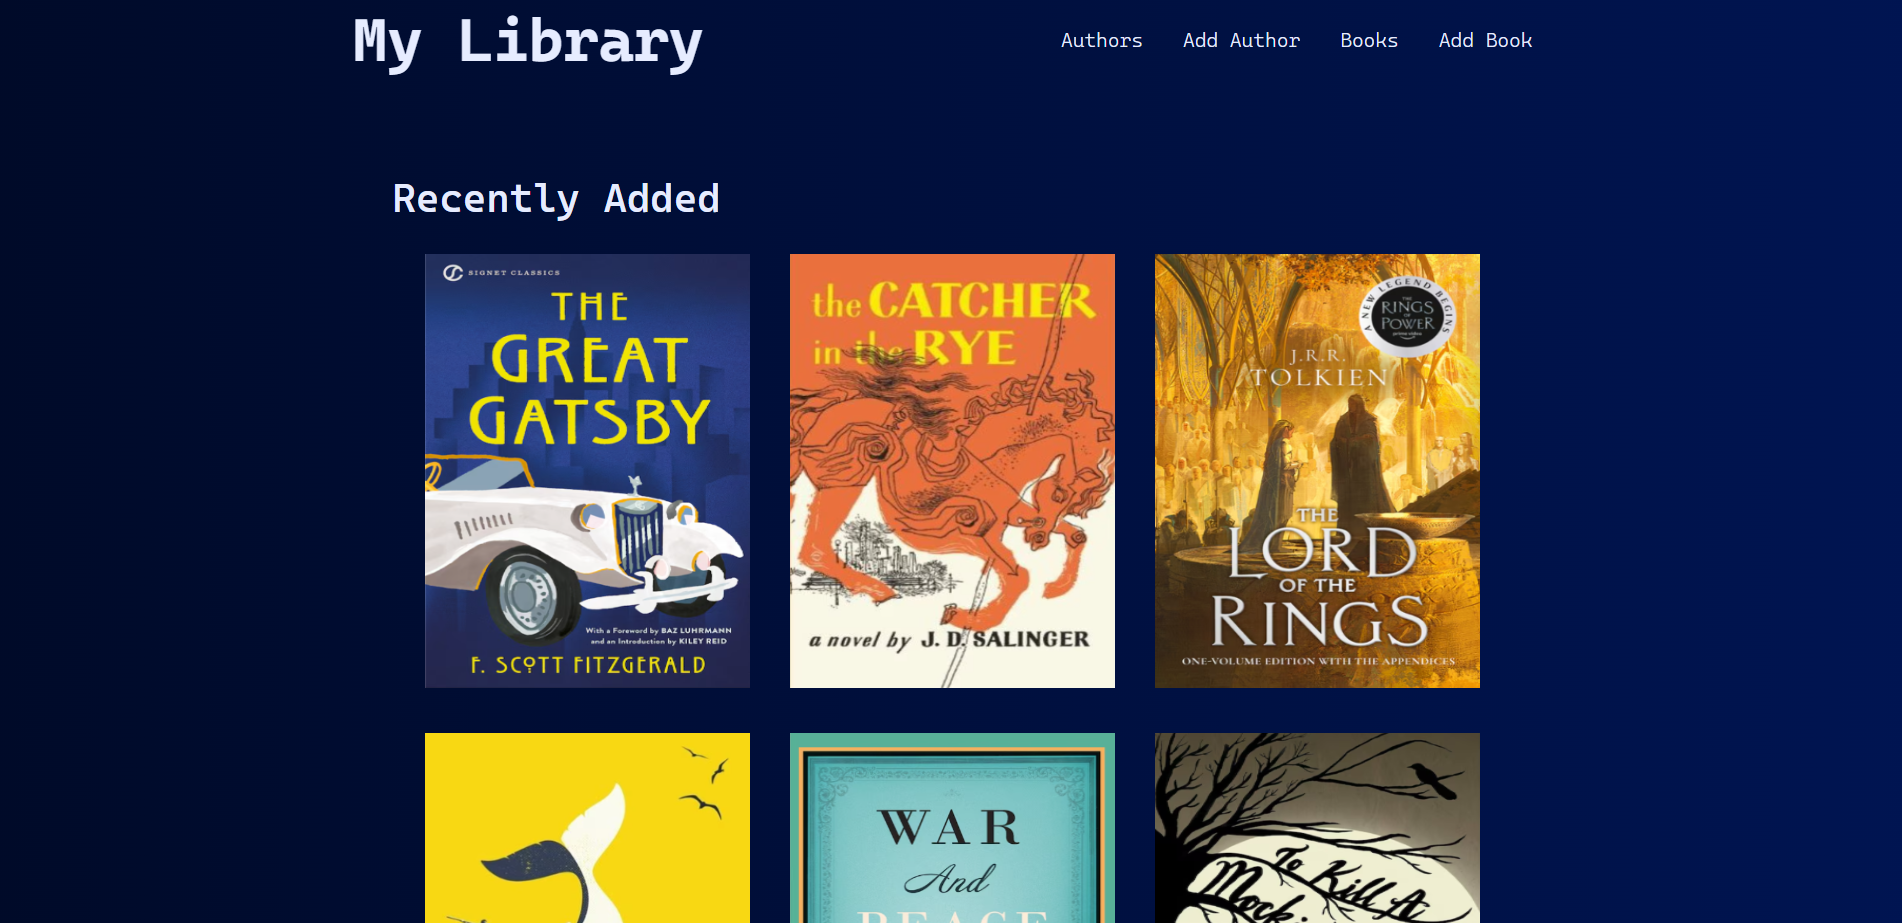 My Library
Authors
Add Author
Books
Add Book
Recently Added
SIGNET CLASSICS
THE
GREAT
GATSBY
With a Foreword by BAZ LUHRMANN
and an Introduction by KILEY REID
F. SCOTT FITZGERALD
the CATCHER
in the RYE
a novel by J. D. SALINGER
A NEW LEGEND BEGINS
THE
RINGS
OF
POWER
prime video
J.R.R.
TOLKIEN
THE
LORD
OF THE
RINGS
ONE-VOLUME EDITION WITH THE APPENDICES
WAR
And
PEACE
To Kill A